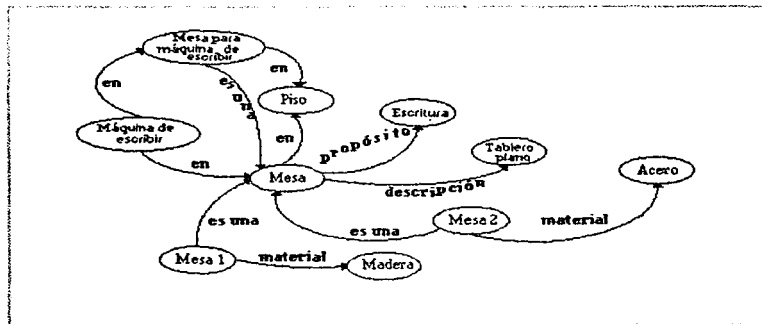 Mesa para
máquina de
escribir
en
en
es una
Piso
Escritura
Máquina de
escribir
en
propósito
Tablero
plano
en
Mesa
descripción
Acero
es una
es una
Mesa 2
material
Mesa 1
material
Madera